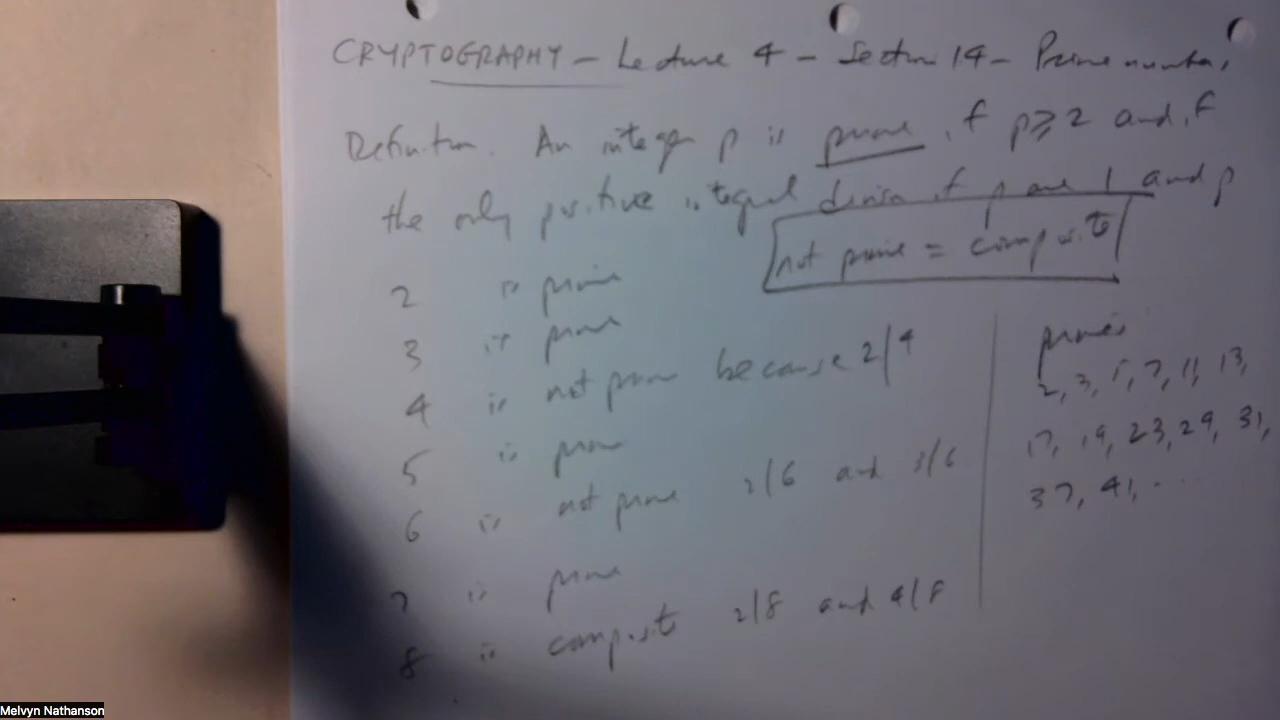 CRYPTOGRAPHY - Lecture 4 - Section 14 - Prime numbers
Definition. An integer p is prime if p ≥ 2 and if
the only positive integral divisors of p are 1 and p
not prime = composite
2 is prime
3 is prime
4 is not prime because 2|4
5 is prime
6 is not prime 2|6 and 3|6
7 is prime
8 is composite 2|8 and 4|8
primes
2, 3, 5, 7, 11, 13,
17, 19, 23, 29, 31,
37, 41, ...
Melvyn Nathanson